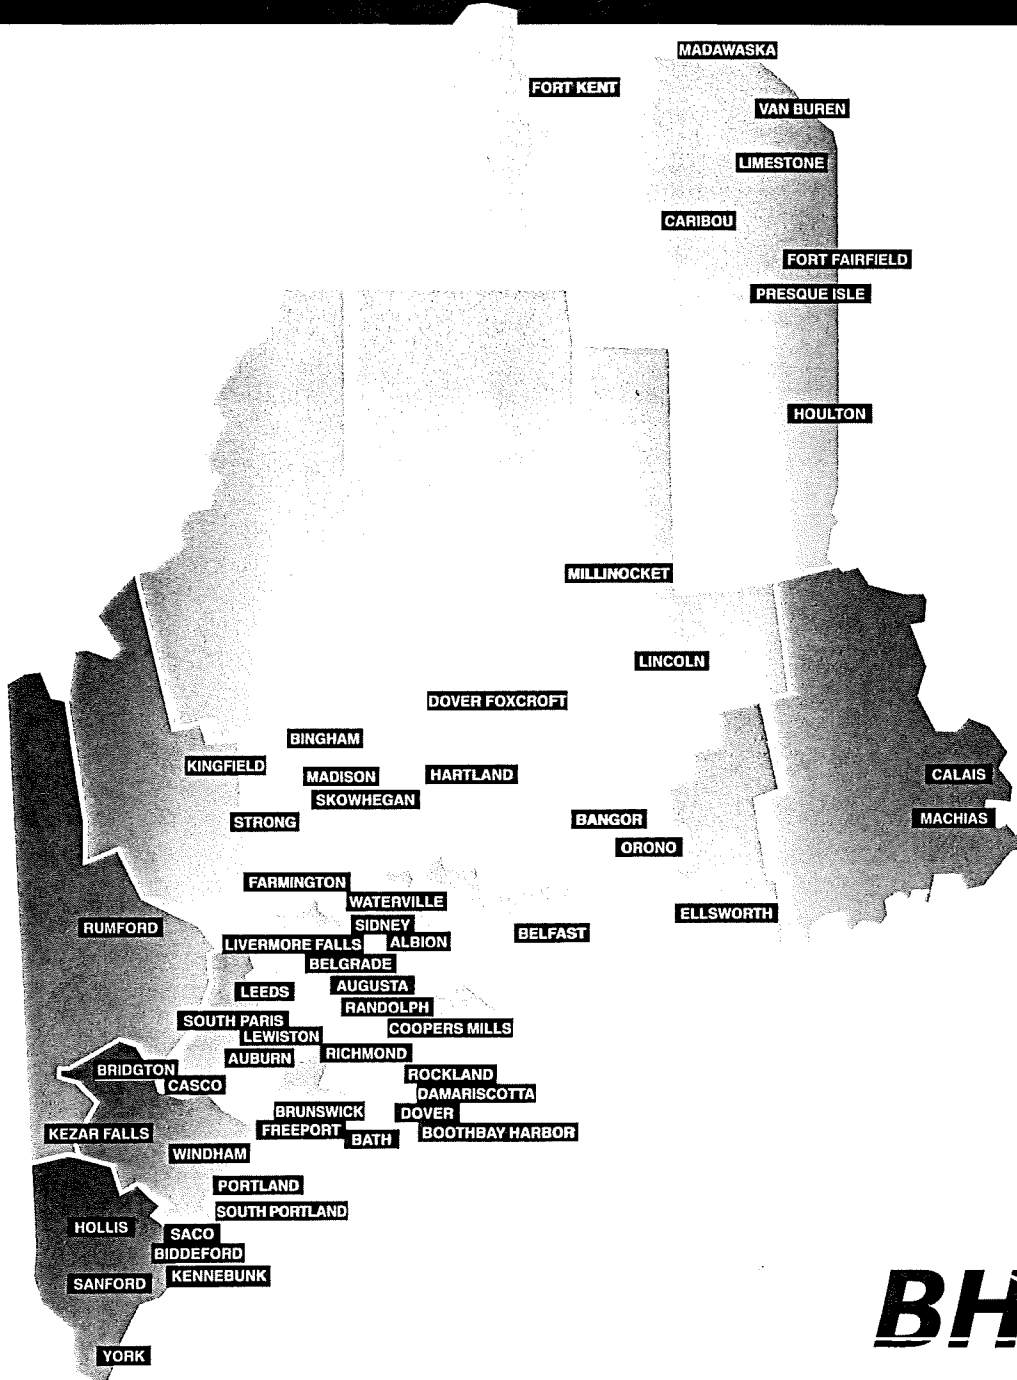 MADAWASKA
FORT KENT
VAN BUREN
LIMESTONE
CARIBOU
FORT FAIRFIELD
PRESQUE ISLE
HOULTON
MILLINOCKET
LINCOLN
DOVER FOXCROFT
BINGHAM
KINGFIELD
MADISON
HARTLAND
CALAIS
SKOWHEGAN
STRONG
BANGOR
MACHIAS
ORONO
FARMINGTON
WATERVILLE
ELLSWORTH
RUMFORD
SIDNEY
BELFAST
LIVERMORE FALLS
ALBION
BELGRADE
LEEDS
AUGUSTA
RANDOLPH
SOUTH PARIS
COOPERS MILLS
LEWISTON
RICHMOND
AUBURN
BRIDGTON
ROCKLAND
CASCO
DAMARISCOTTA
BRUNSWICK
DOVER
FREEPORT
BOOTHBAY HARBOR
KEZAR FALLS
BATH
WINDHAM
PORTLAND
SOUTH PORTLAND
HOLLIS
SACO
BIDDEFORD
KENNEBUNK
SANFORD
BH
YORK